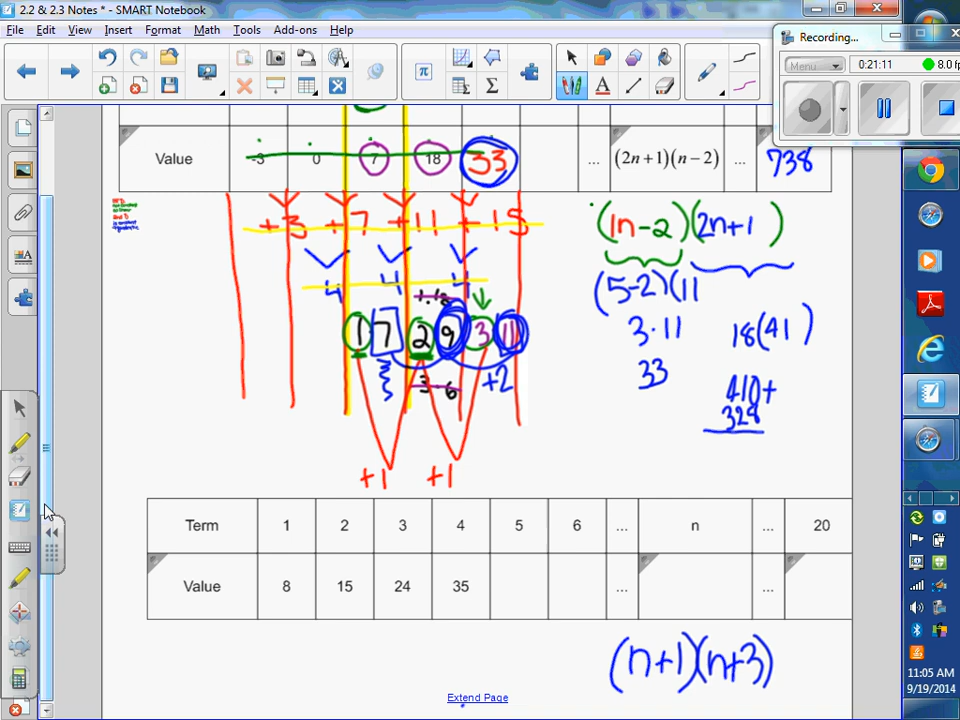 2.2 & 2.3 Notes * - SMART Notebook
File Edit View Insert Format Math Tools Add-ons Help
Recording...
Menu 0:21:11 8.0 fp
Value -3 0 7 18 33 ... (2n+1)(n−2) ... 738
+3 +7 +11 +15
(1n-2)(2n+1)
4 4 4
(5-2)(11
1 7 2 9 3 11
3·11 18(41)
3 6 +2
33 410+
328
+1 +1
Term 1 2 3 4 5 6 ... n ... 20
Value 8 15 24 35 ... ...
(n+1)(n+3)
Extend Page
11:05 AM
9/19/2014